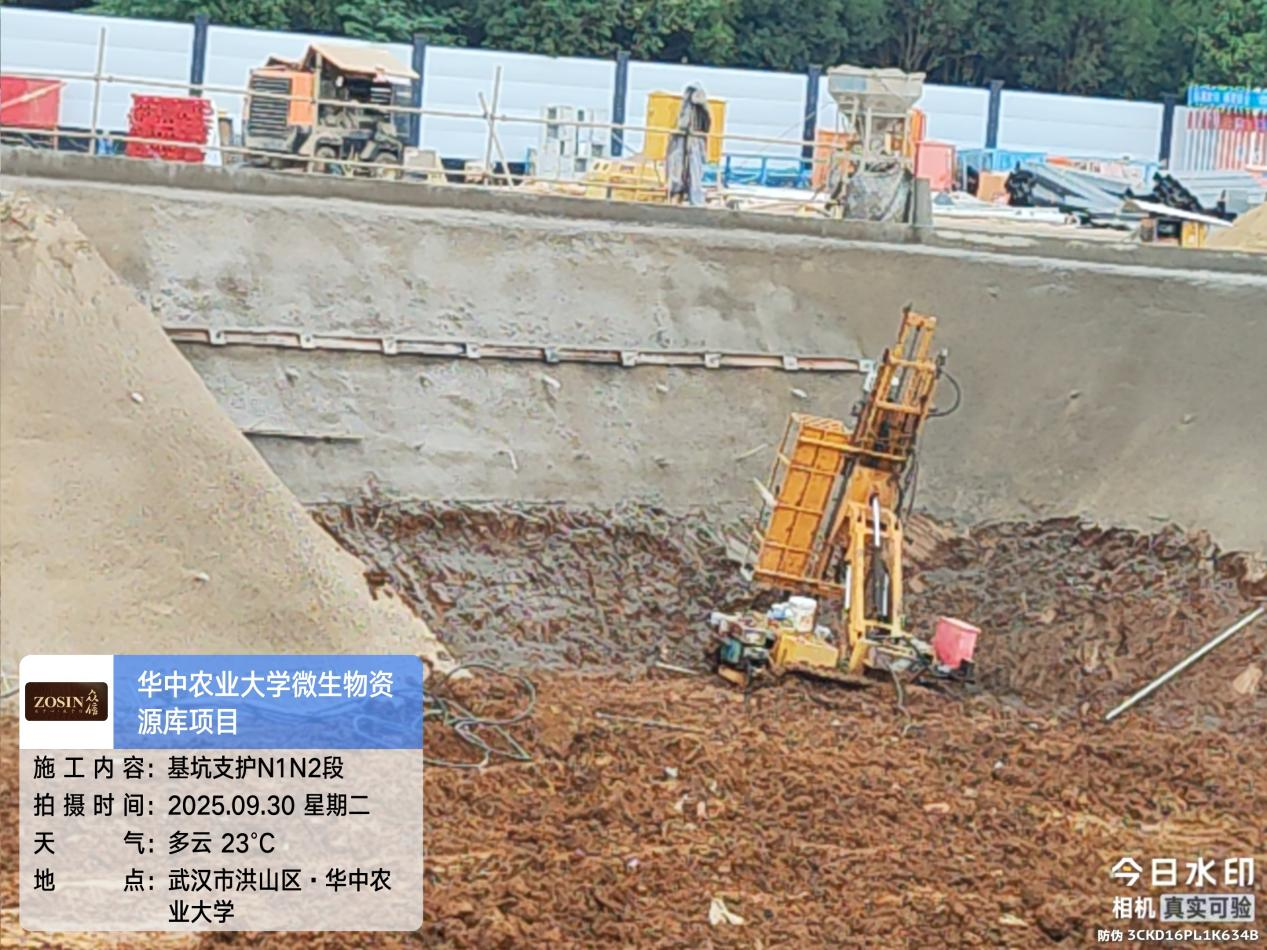 ZOSIN 众信
华中农业大学微生物资
源库项目
施工内容：基坑支护N1N2段
拍摄时间：2025.09.30 星期二
天气：多云 23℃
地点：武汉市洪山区·华中农
业大学
今日水印
相机 真实可验
防伪 3CKD16PL1K634B